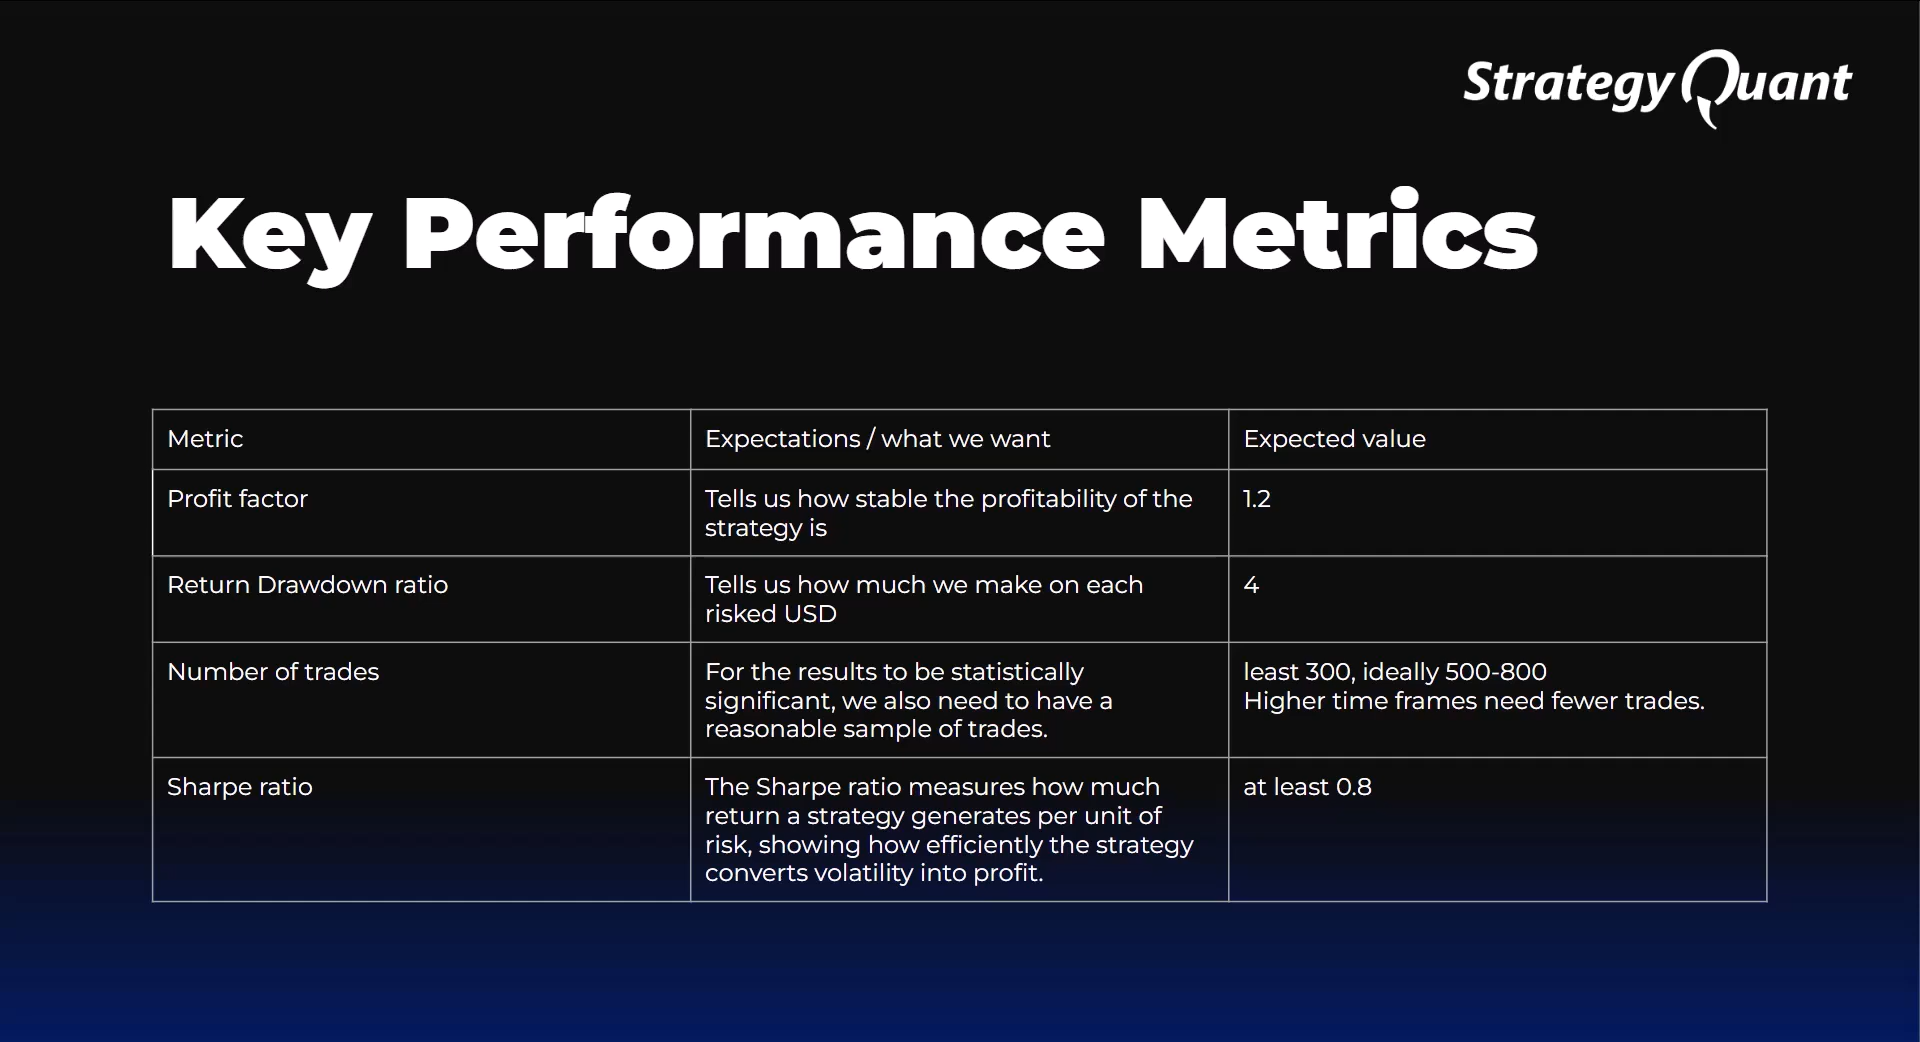 StrategyQuant
Key Performance Metrics
Metric
Expectations / what we want
Expected value
Profit factor
Tells us how stable the profitability of the
strategy is
1.2
Return Drawdown ratio
Tells us how much we make on each
risked USD
4
Number of trades
For the results to be statistically
significant, we also need to have a
reasonable sample of trades.
least 300, ideally 500-800
Higher time frames need fewer trades.
Sharpe ratio
The Sharpe ratio measures how much
return a strategy generates per unit of
risk, showing how efficiently the strategy
converts volatility into profit.
at least 0.8